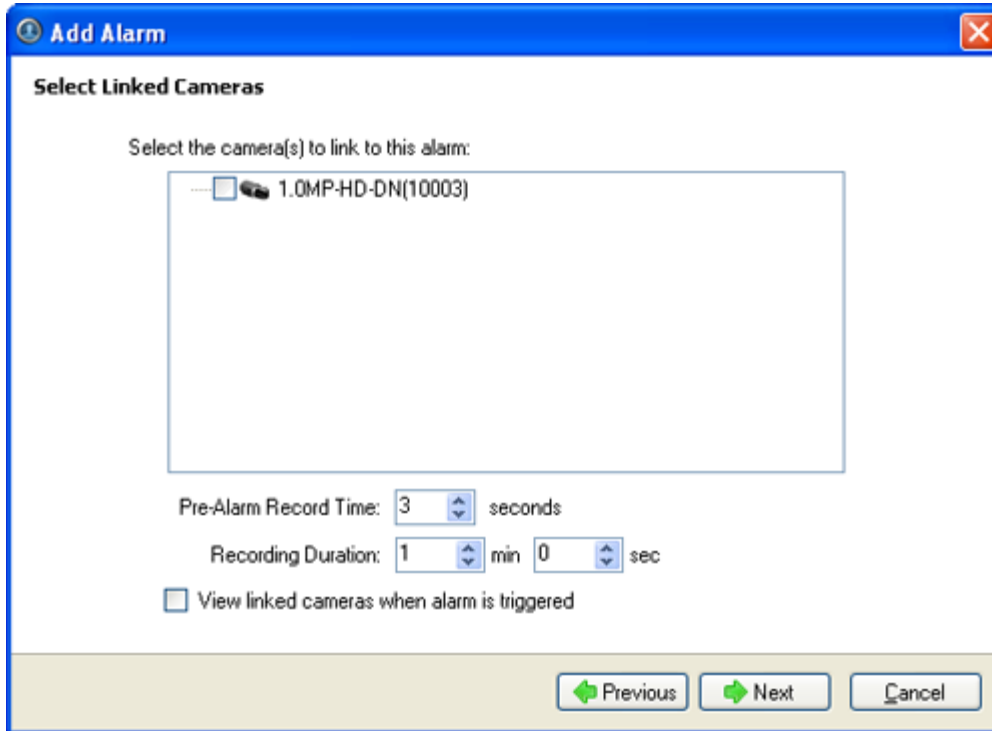 Add Alarm
Select Linked Cameras
Select the camera(s) to link to this alarm:
1.0MP-HD-DN(10003)
Pre-Alarm Record Time: 3 seconds
Recording Duration: 1 min 0 sec
View linked cameras when alarm is triggered
Previous Next Cancel